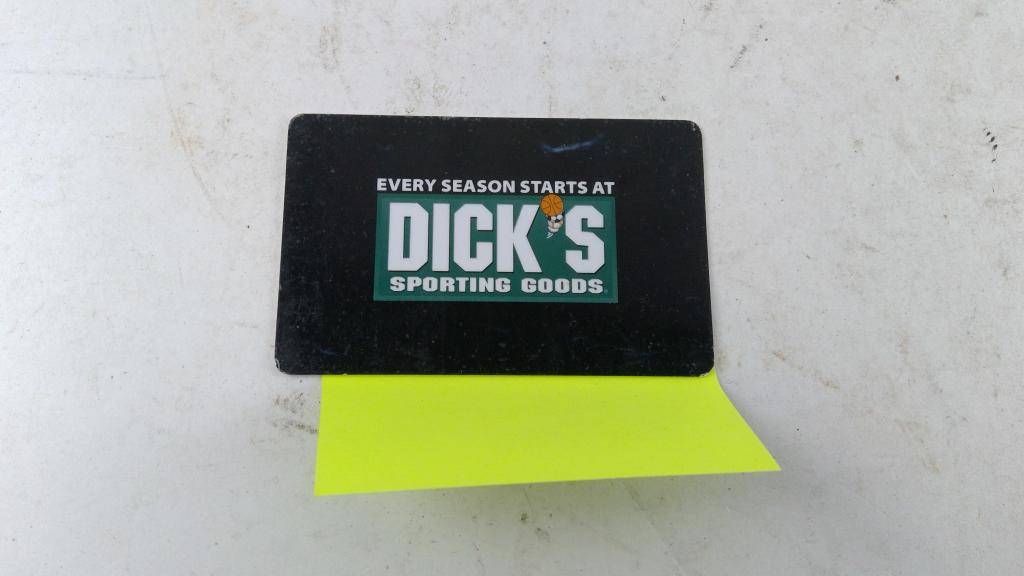 EVERY SEASON STARTS AT
DICK'S
SPORTING GOODS